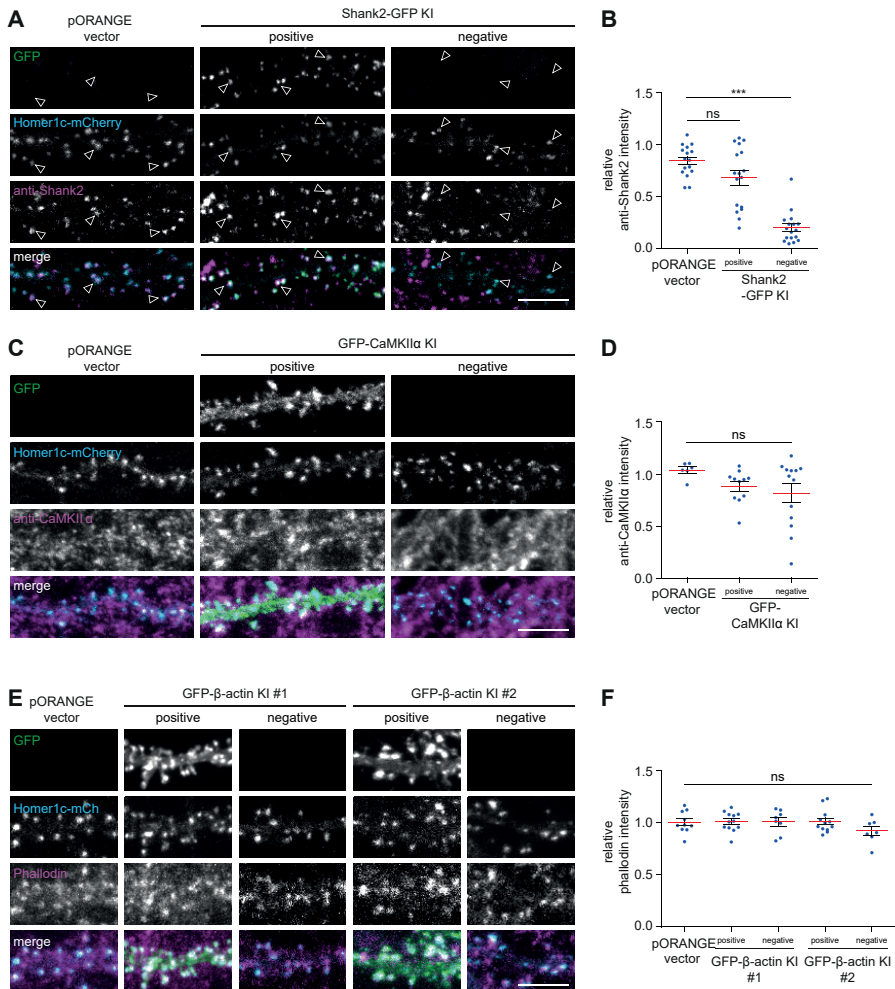 A
pORANGE
vector
Shank2-GFP KI
positive
negative
GFP
Homer1c-mCherry
anti-Shank2
merge
B
relative
anti-Shank2 intensity
1.5
1.0
0.5
0.0
***
ns
pORANGE
vector
positive
negative
Shank2
-GFP KI
C
pORANGE
vector
GFP-CaMKIIα KI
positive
negative
GFP
Homer1c-mCherry
anti-CaMKII α
merge
D
relative
anti-CaMKIIα intensity
1.5
1.0
0.5
0
ns
pORANGE
vector
positive
negative
GFP-
CaMKIIα KI
E
pORANGE
vector
GFP-β-actin KI #1
GFP-β-actin KI #2
positive
negative
positive
negative
GFP
Homer1c-mCh
Phallodin
merge
F
relative
phallodin intensity
1.5
1.0
0.5
0.0
ns
pORANGE
vector
positive
negative
positive
negative
GFP-β-actin KI
#1
GFP-β-actin KI
#2